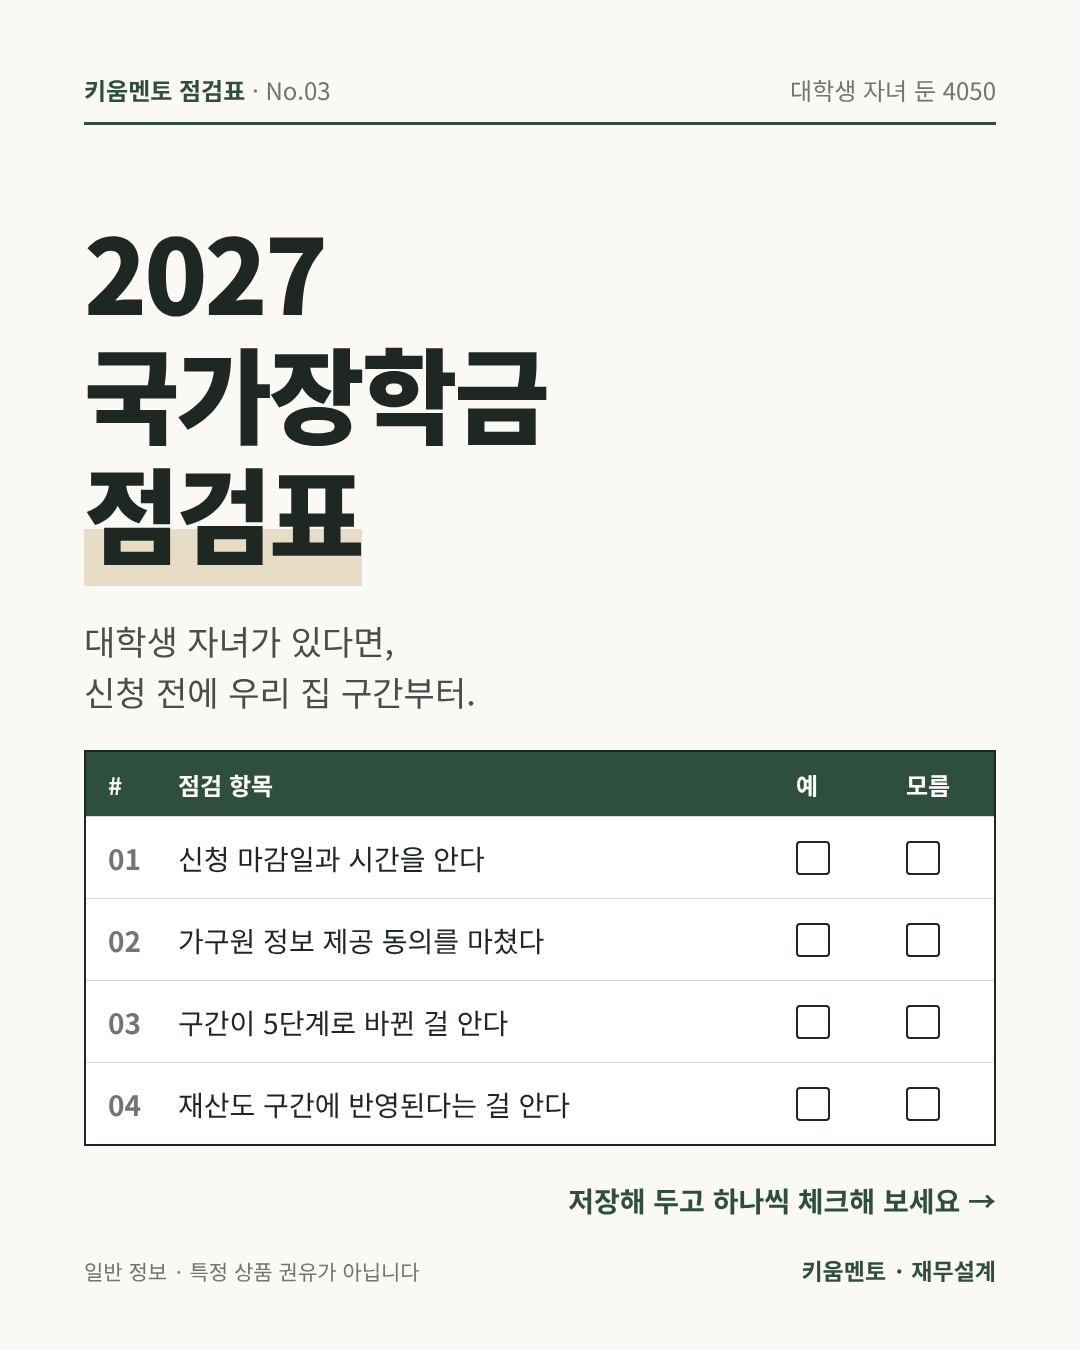 키움멘토 점검표 · No.03
대학생 자녀 둔 4050
2027
국가장학금
점검표
대학생 자녀가 있다면,
신청 전에 우리 집 구간부터.
# 점검 항목 예 모름
01 신청 마감일과 시간을 안다
02 가구원 정보 제공 동의를 마쳤다
03 구간이 5단계로 바뀐 걸 안다
04 재산도 구간에 반영된다는 걸 안다
저장해 두고 하나씩 체크해 보세요 →
일반 정보 · 특정 상품 권유가 아닙니다
키움멘토 · 재무설계